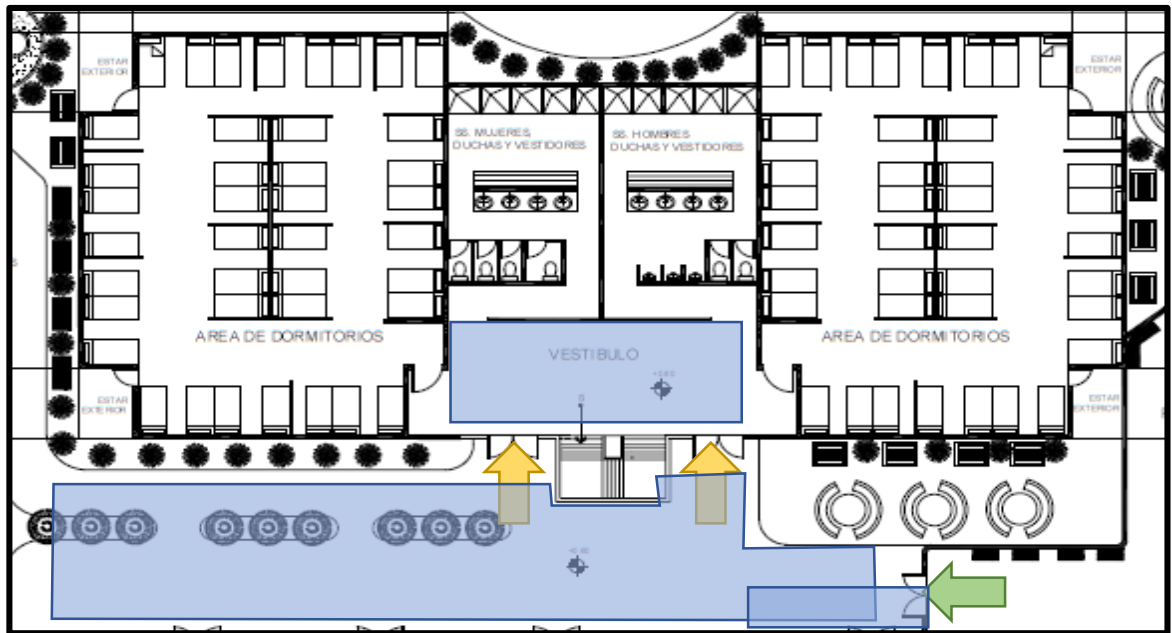 ESTAR
EXTERIOR
ESTAR
EXTERIOR
SS. MUJERES,
DUCHAS Y VESTIDORES
SS. HOMBRES
DUCHAS Y VESTIDORES
AREA DE DORMITORIOS
VESTIBULO
AREA DE DORMITORIOS
ESTAR
EXTERIOR
ESTAR
EXTERIOR
S